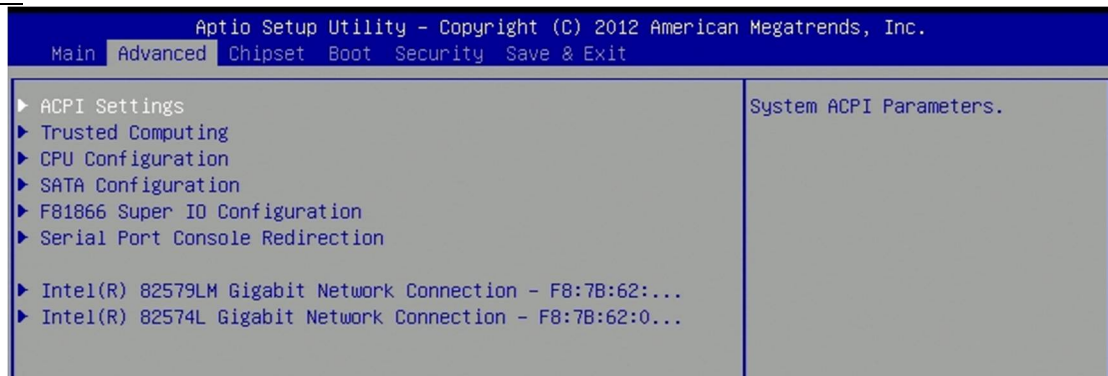 Aptio Setup Utility – Copyright (C) 2012 American Megatrends, Inc.
Main Advanced Chipset Boot Security Save & Exit
▶ ACPI Settings
▶ Trusted Computing
▶ CPU Configuration
▶ SATA Configuration
▶ F81866 Super IO Configuration
▶ Serial Port Console Redirection
▶ Intel(R) 82579LM Gigabit Network Connection – F8:7B:62:...
▶ Intel(R) 82574L Gigabit Network Connection – F8:7B:62:0...
System ACPI Parameters.